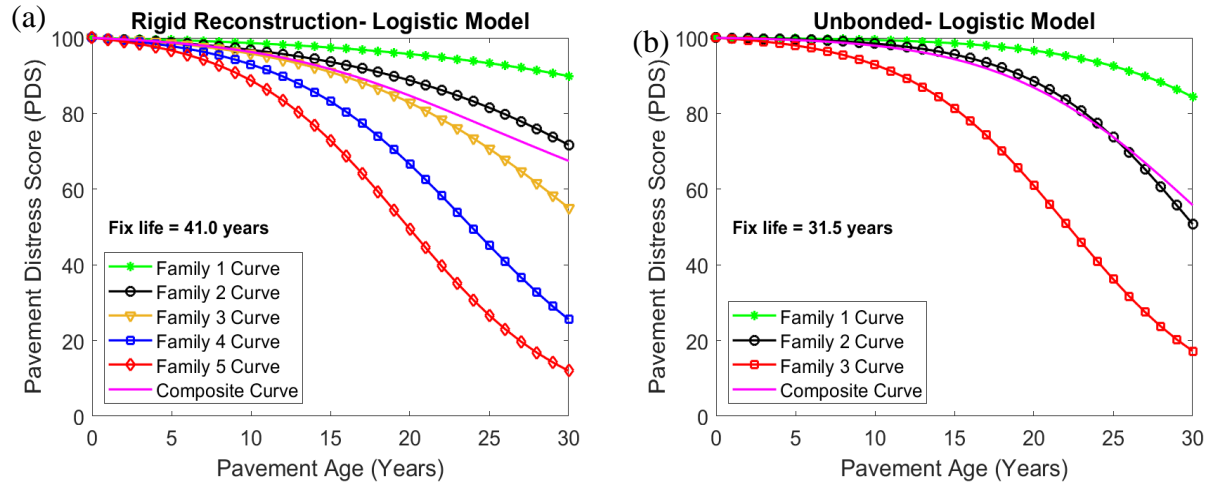 (a)
Rigid Reconstruction- Logistic Model
100
80
60
40
20
0
Pavement Distress Score (PDS)
Fix life = 41.0 years
Family 1 Curve
Family 2 Curve
Family 3 Curve
Family 4 Curve
Family 5 Curve
Composite Curve
0 5 10 15 20 25 30
Pavement Age (Years)
(b)
Unbonded- Logistic Model
100
80
60
40
20
0
Pavement Distress Score (PDS)
Fix life = 31.5 years
Family 1 Curve
Family 2 Curve
Family 3 Curve
Composite Curve
0 5 10 15 20 25 30
Pavement Age (Years)